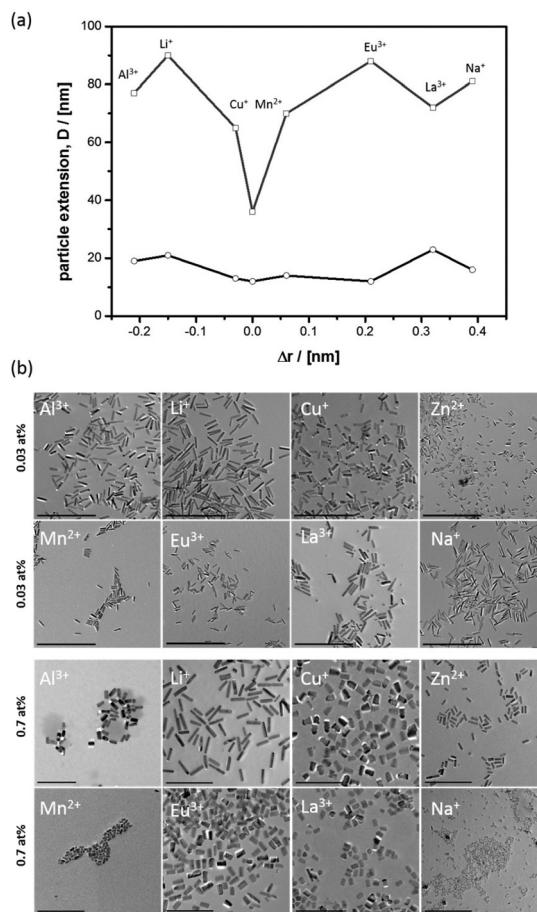 (a)
particle extension, D / [nm]
100
80
60
40
20
0
Al³⁺
Li⁺
Cu⁺
Mn²⁺
Eu³⁺
La³⁺
Na⁺
-0.2
-0.1
0.0
0.1
0.2
0.3
0.4
Δr / [nm]
(b)
0.03 at%
Al³⁺
Li⁺
Cu⁺
Zn²⁺
0.03 at%
Mn²⁺
Eu³⁺
La³⁺
Na⁺
0.7 at%
Al³⁺
Li⁺
Cu⁺
Zn²⁺
0.7 at%
Mn²⁺
Eu³⁺
La³⁺
Na⁺